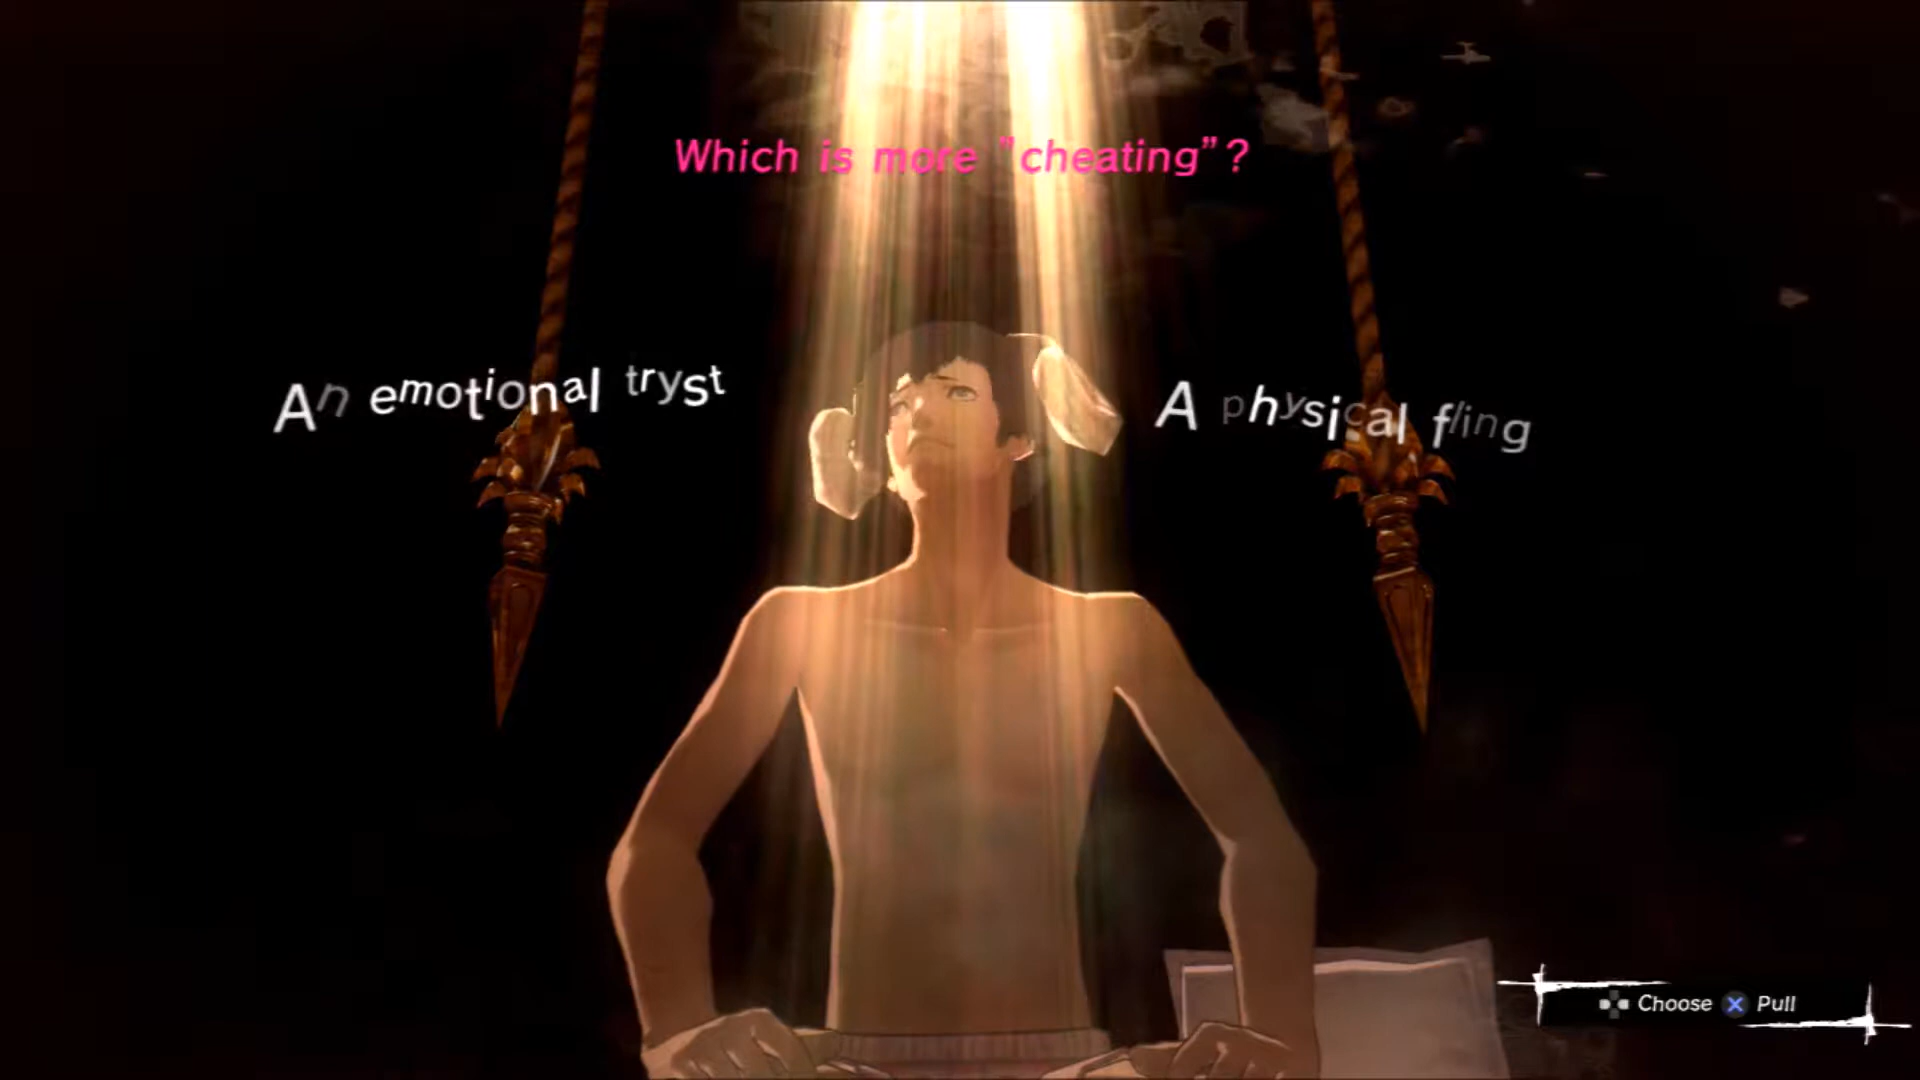 Which is more "cheating"?
An emotional tryst
A physical fling
Choose X Pull